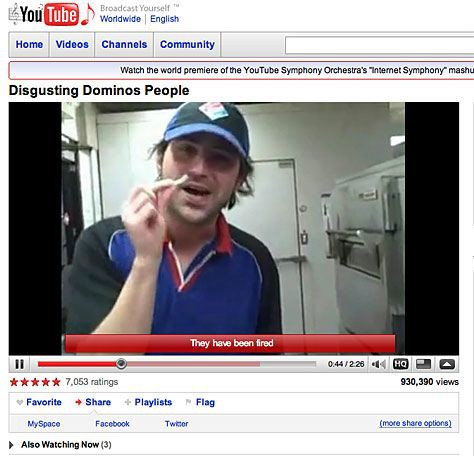 YouTube Broadcast Yourself ™
Worldwide | English
Home Videos Channels Community
Watch the world premiere of the YouTube Symphony Orchestra's "Internet Symphony" mashu
Disgusting Dominos People
They have been fired
0:44 / 2:26 HQ
7,053 ratings 930,390 views
Favorite Share Playlists Flag
MySpace Facebook Twitter (more share options)
Also Watching Now (3)